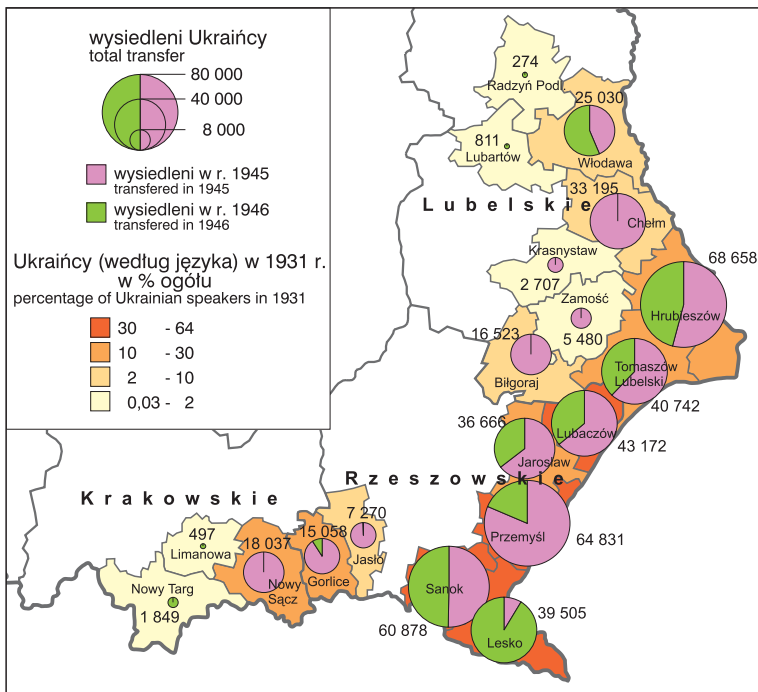 wysiedleni Ukraińcy
total transfer
80 000
40 000
8 000
wysiedleni w r. 1945
transfered in 1945
wysiedleni w r. 1946
transfered in 1946
Ukraińcy (według języka) w 1931 r.
w % ogółu
percentage of Ukrainian speakers in 1931
30 - 64
10 - 30
2 - 10
0,03 - 2
274
Radzyń Podl.
25 030
Włodawa
811
Lubartów
33 195
Lubelskie
Chełm
Krasnystaw
2 707
68 658
Hrubieszów
Zamość
5 480
16 523
Biłgoraj
Tomaszów
Lubelski
40 742
36 666
Lubaczów
43 172
Jarosław
Rzeszowskie
Przemyśl
64 831
Krakowskie
7 270
Jasło
15 058
Gorlice
18 037
Nowy
Sącz
497
Limanowa
Nowy Targ
1 849
Sanok
60 878
39 505
Lesko